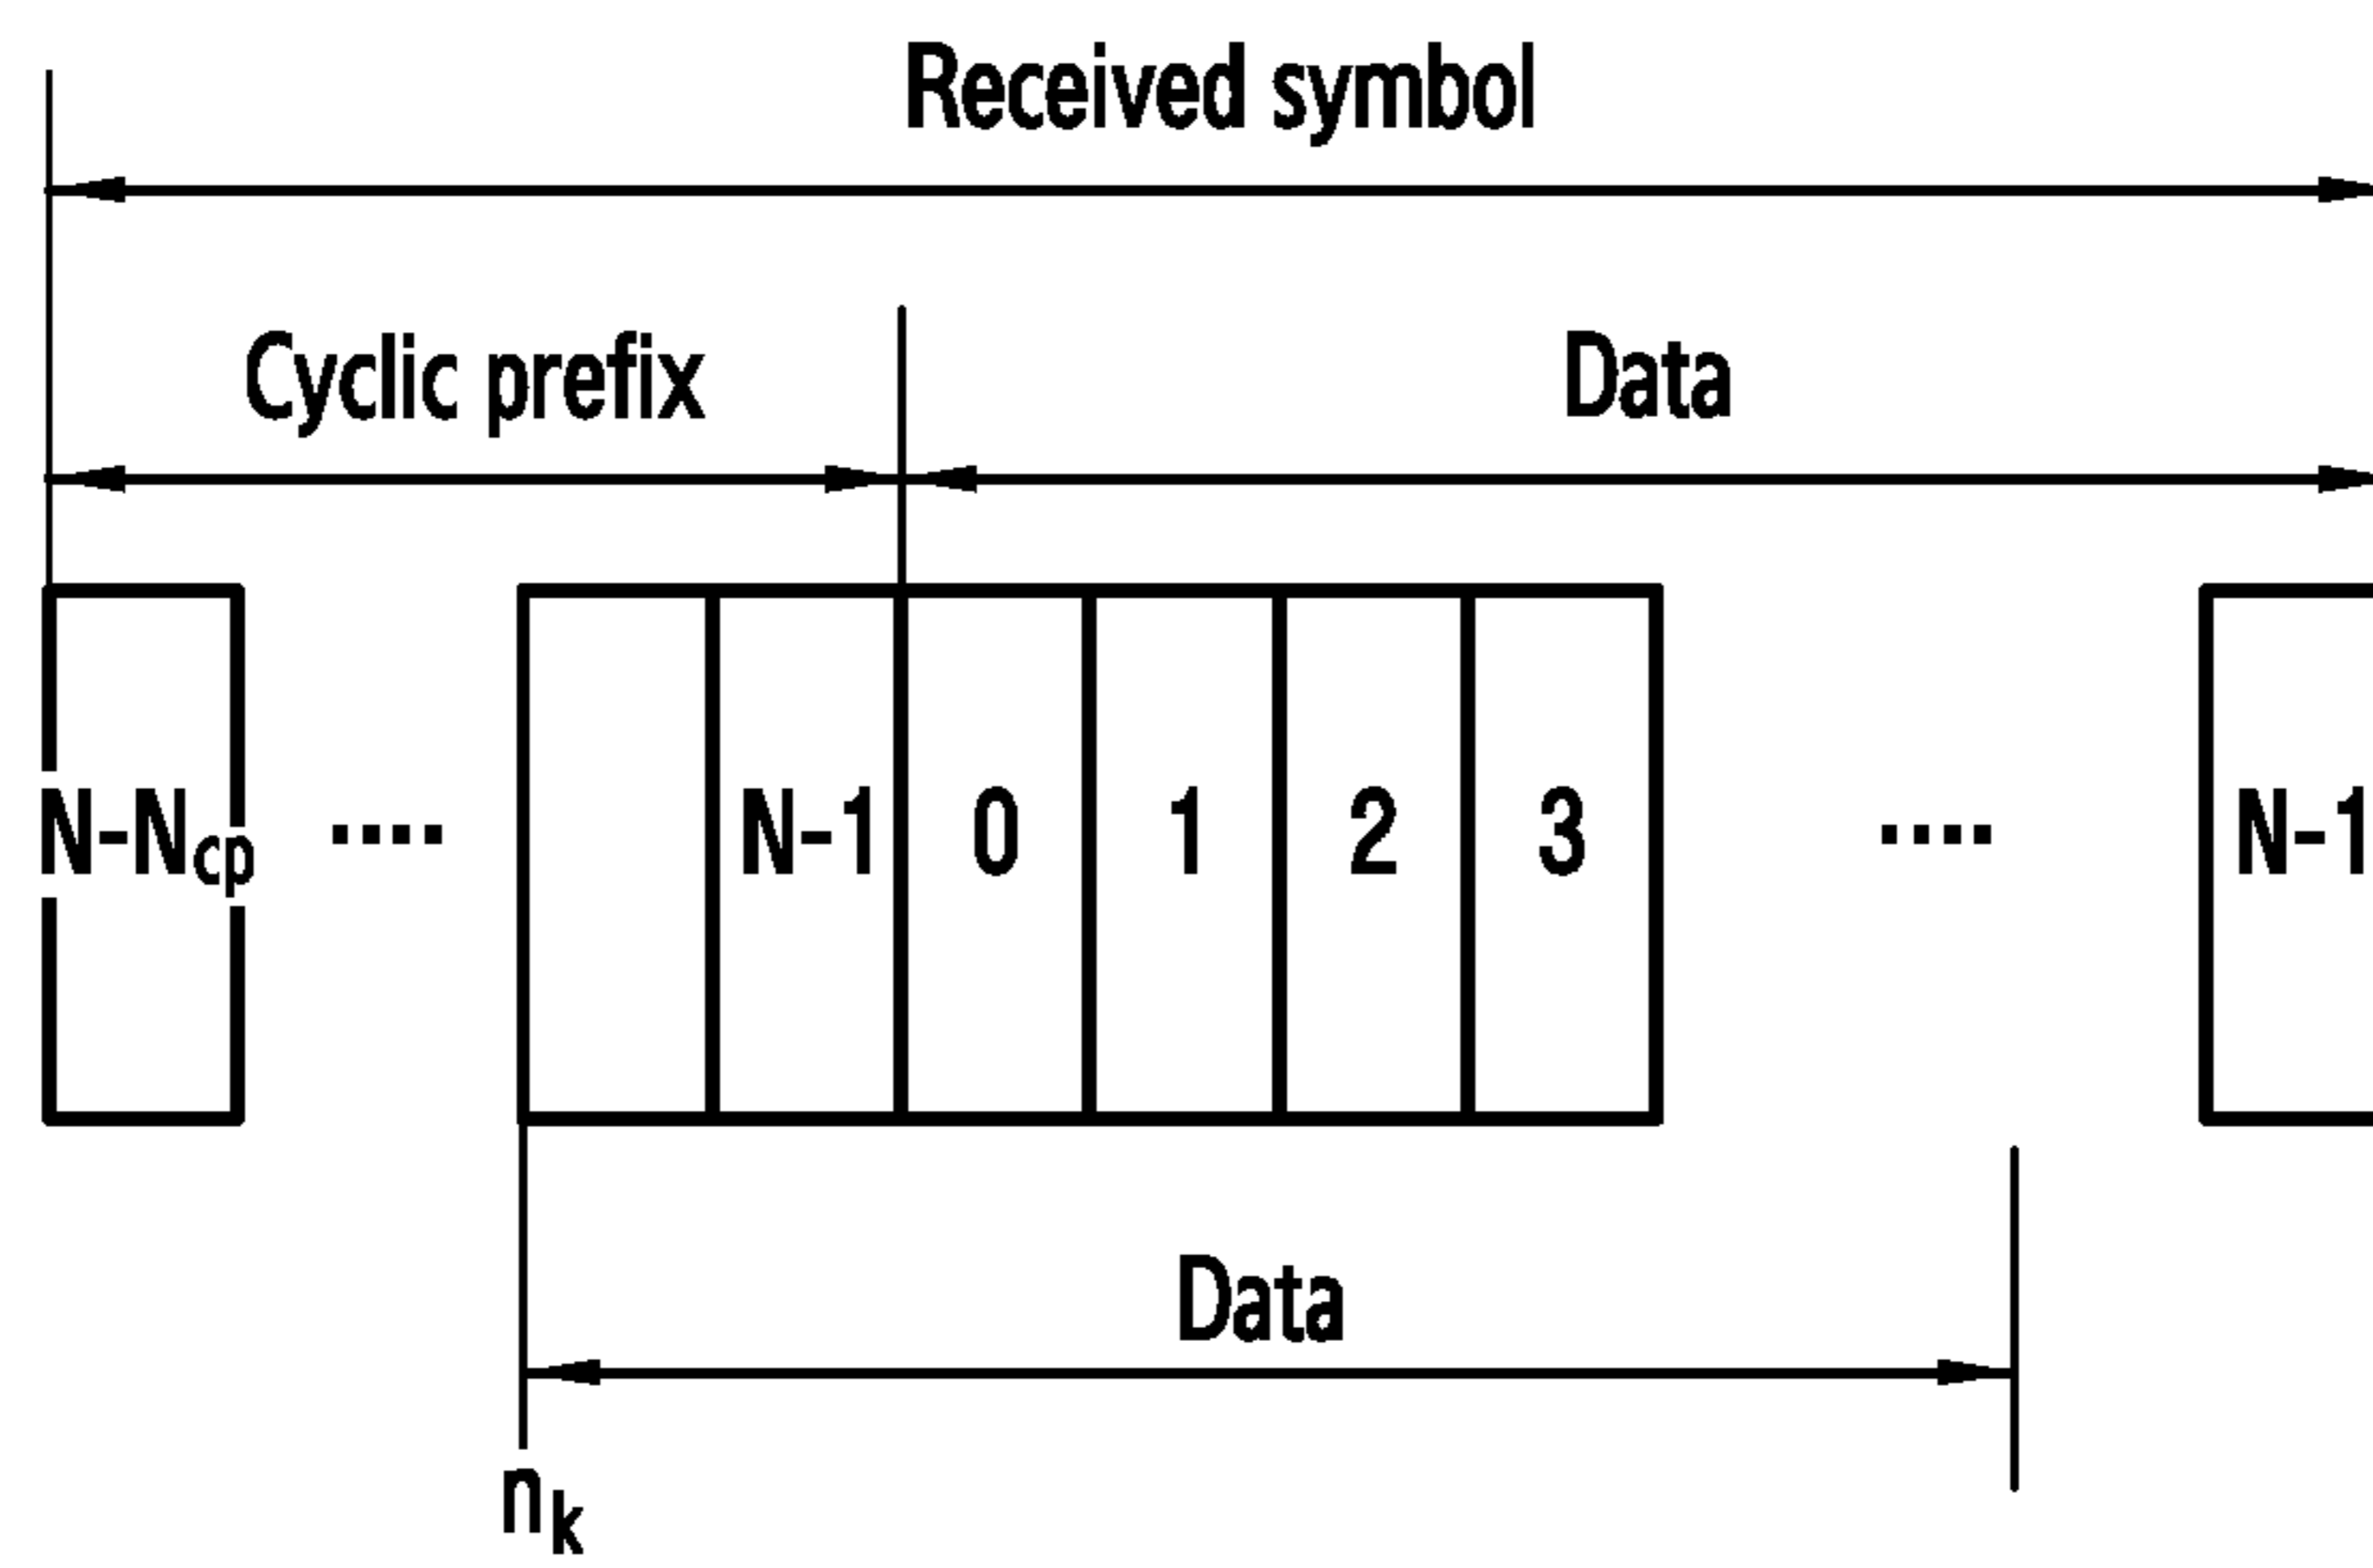 Received symbol
Cyclic prefix Data
N-Ncp .... N-1 0 1 2 3 .... N-1
Data
nk